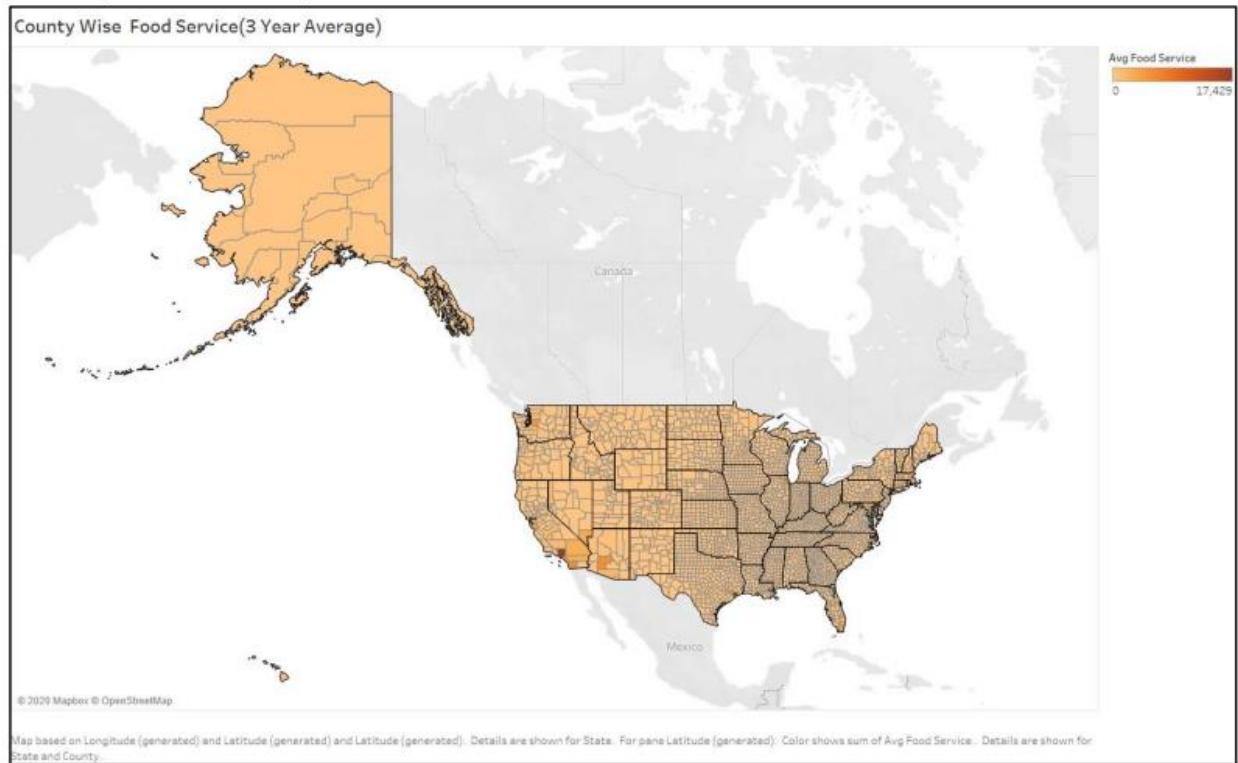 County Wise Food Service(3 Year Average)
Avg Food Service
0 17,429
Canada
Mexico
© 2020 Mapbox © OpenStreetMap
Map based on Longitude (generated) and Latitude (generated) and Latitude (generated). Details are shown for State. For pane Latitude (generated): Color shows sum of Avg Food Service. Details are shown for
State and County.